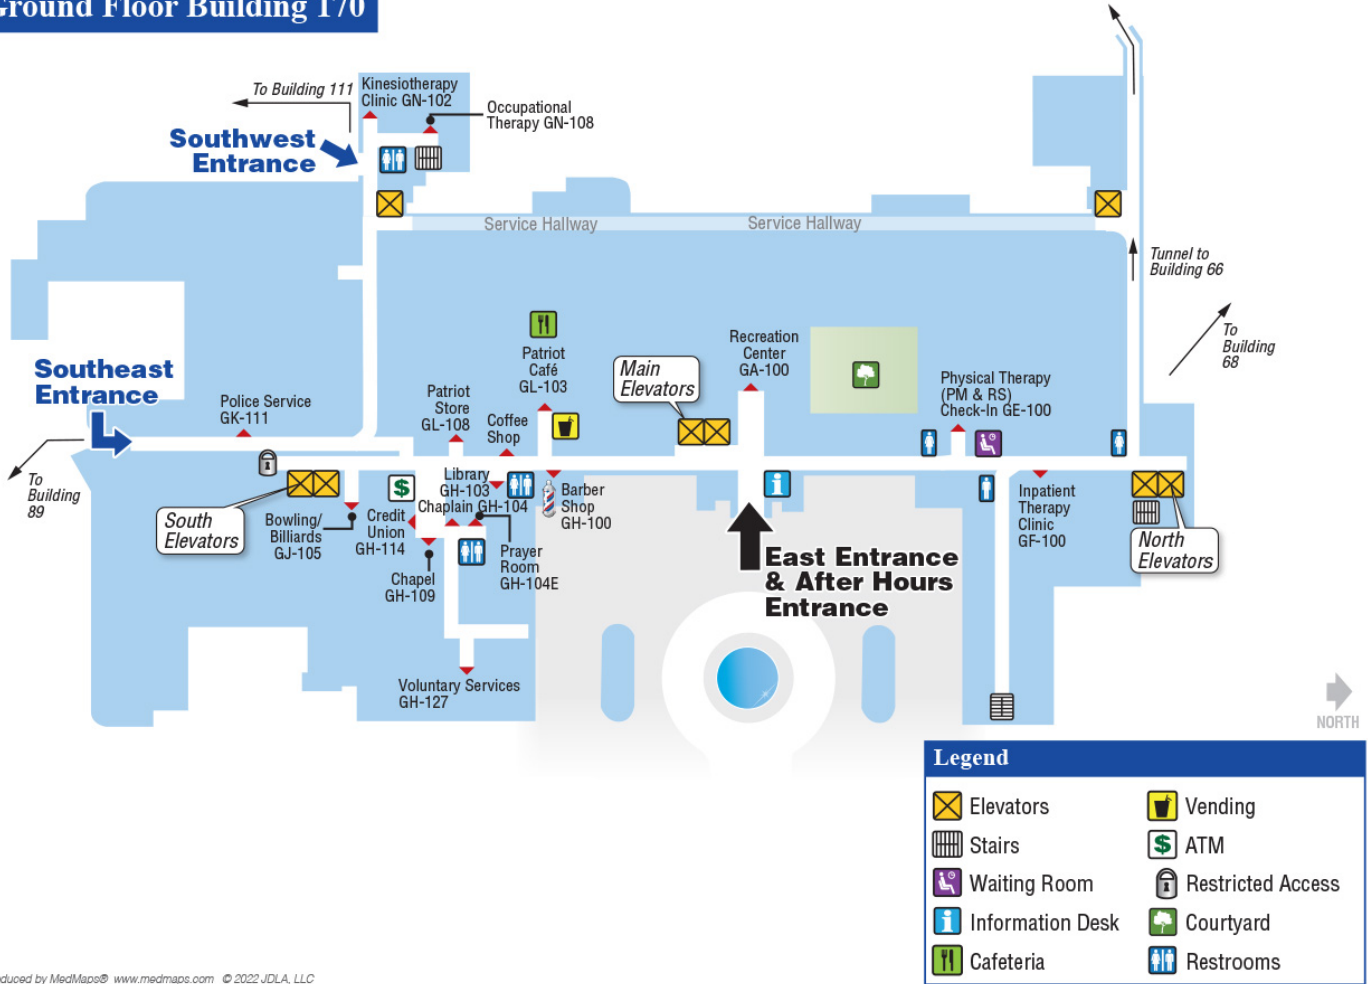 Ground Floor Building 170
To Building 111
Kinesiotherapy
Clinic GN-102
Occupational
Therapy GN-108
Southwest
Entrance
Service Hallway
Service Hallway
Tunnel to
Building 66
To
Building
68
Southeast
Entrance
Police Service
GK-111
Patriot
Store
GL-108
Coffee
Shop
Patriot
Café
GL-103
Main
Elevators
Recreation
Center
GA-100
Physical Therapy
(PM & RS)
Check-In GE-100
To
Building
89
South
Elevators
Bowling/
Billiards
GJ-105
Credit
Union
GH-114
Library
GH-103
Chaplain GH-104
Chapel
GH-109
Prayer
Room
GH-104E
Barber
Shop
GH-100
Voluntary Services
GH-127
East Entrance
& After Hours
Entrance
Inpatient
Therapy
Clinic
GF-100
North
Elevators
NORTH
Legend
Elevators
Stairs
Waiting Room
Information Desk
Cafeteria
Vending
$ ATM
Restricted Access
Courtyard
Restrooms
$
by MedMaps® www.medmaps.com © 2022 JDLA, LLC